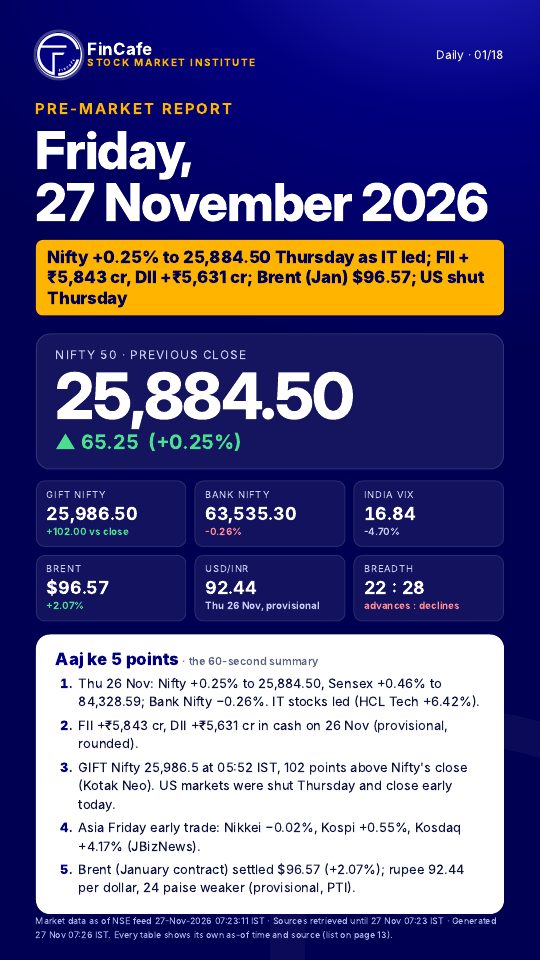 FinCafe
STOCK MARKET INSTITUTE
Daily · 01/18
PRE-MARKET REPORT
Friday,
27 November 2026
Nifty +0.25% to 25,884.50 Thursday as IT led; FII +
₹5,843 cr, DII +₹5,631 cr; Brent (Jan) $96.57; US shut
Thursday
NIFTY 50 · PREVIOUS CLOSE
25,884.50
▲ 65.25 (+0.25%)
GIFT NIFTY
25,986.50
+102.00 vs close
BANK NIFTY
63,535.30
-0.26%
INDIA VIX
16.84
-4.70%
BRENT
$96.57
+2.07%
USD/INR
92.44
Thu 26 Nov, provisional
BREADTH
22 : 28
advances : declines
Aaj ke 5 points · the 60-second summary
1. Thu 26 Nov: Nifty +0.25% to 25,884.50, Sensex +0.46% to
84,328.59; Bank Nifty −0.26%. IT stocks led (HCL Tech +6.42%).
2. FII +₹5,843 cr, DII +₹5,631 cr in cash on 26 Nov (provisional,
rounded).
3. GIFT Nifty 25,986.5 at 05:52 IST, 102 points above Nifty's close
(Kotak Neo). US markets were shut Thursday and close early
today.
4. Asia Friday early trade: Nikkei −0.02%, Kospi +0.55%, Kosdaq
+4.17% (JBizNews).
5. Brent (January contract) settled $96.57 (+2.07%); rupee 92.44
per dollar, 24 paise weaker (provisional, PTI).
Market data as of NSE feed 27-Nov-2026 07:23:11 IST · Sources retrieved until 27 Nov 07:23 IST · Generated
27 Nov 07:26 IST. Every table shows its own as-of time and source (list on page 13).